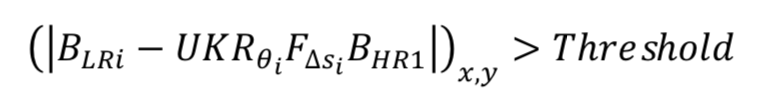 (|B_{LRi} − UKR_{θ_i}F_{Δs_i}B_{HR1}|)_{x,y} > Threshold